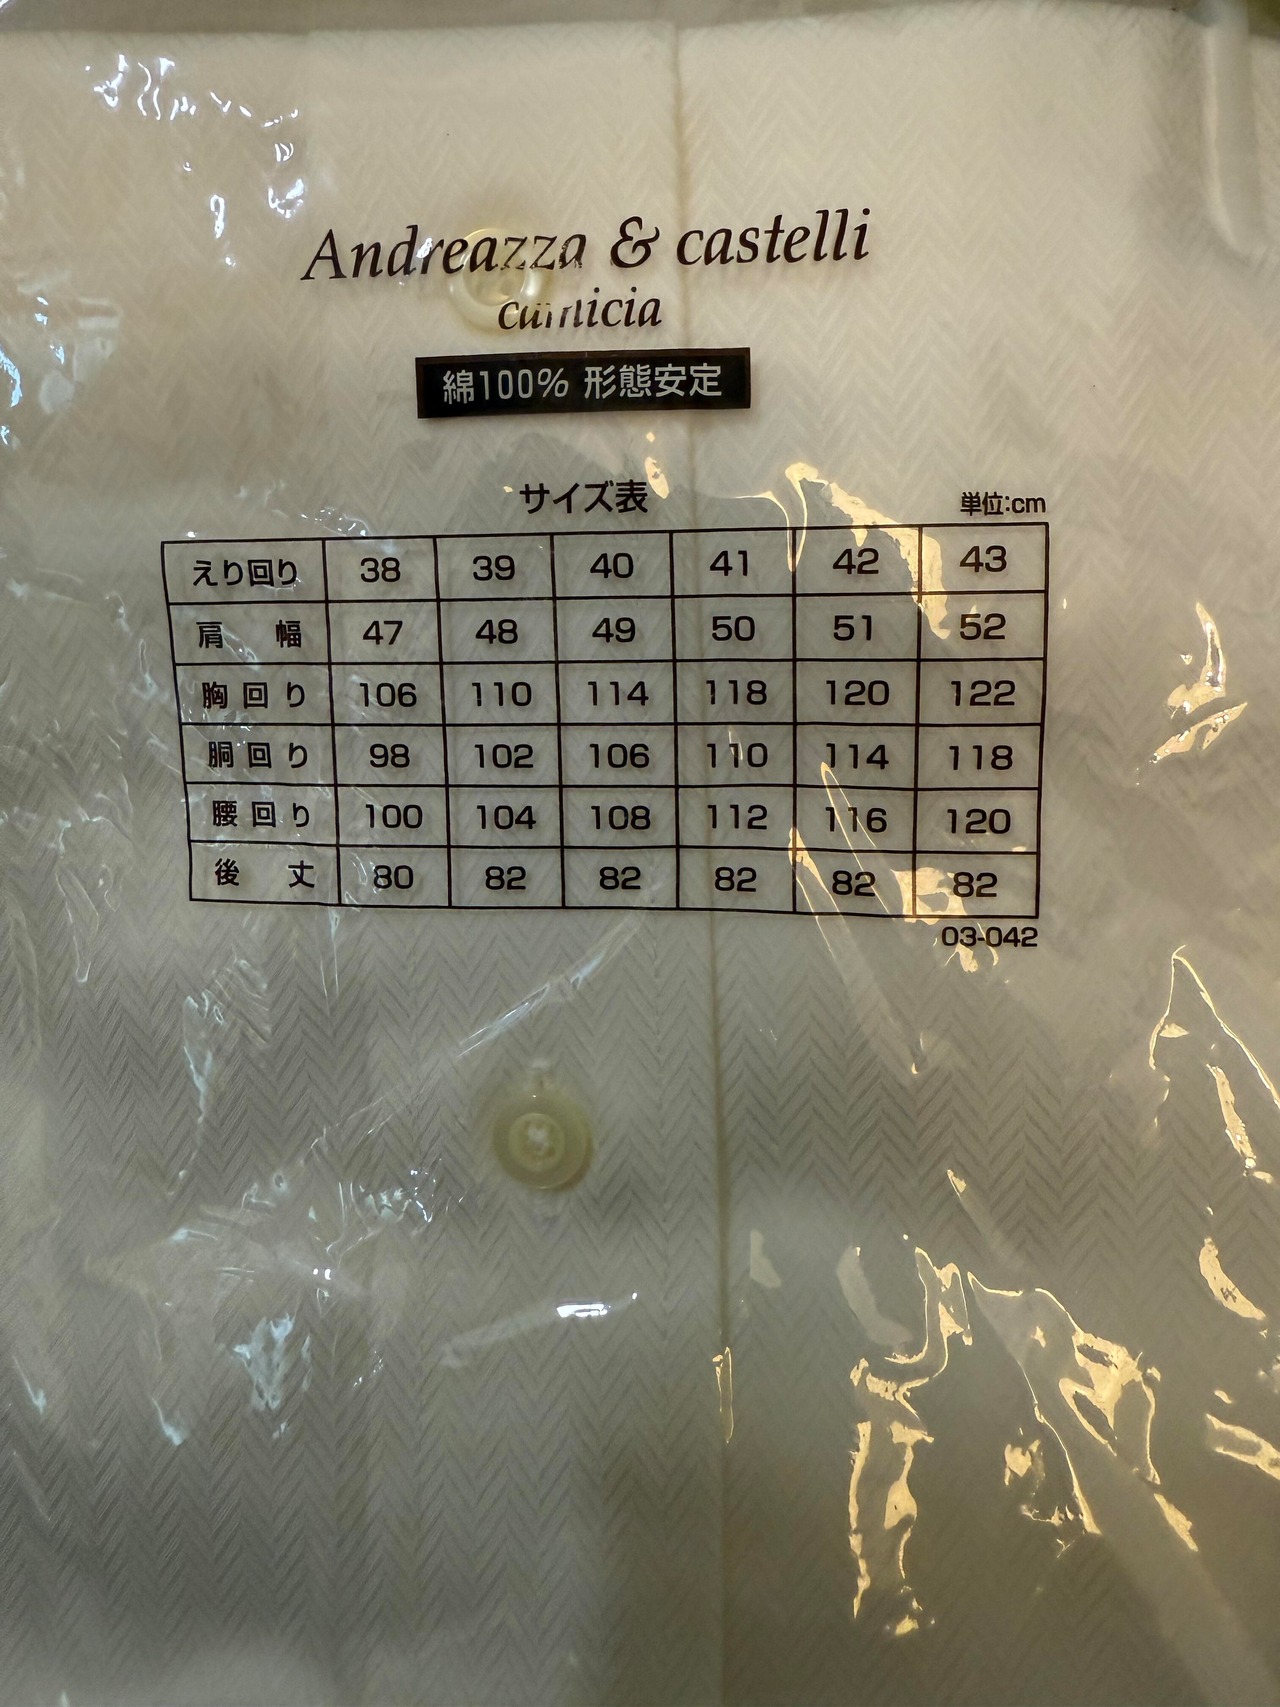 Andreazza & castelli
camicia
綿100% 形態安定
サイズ表
単位:cm
えり回り 38 39 40 41 42 43
肩幅 47 48 49 50 51 52
胸回り 106 110 114 118 120 122
胴回り 98 102 106 110 114 118
腰回り 100 104 108 112 116 120
後丈 80 82 82 82 82 82
03-042